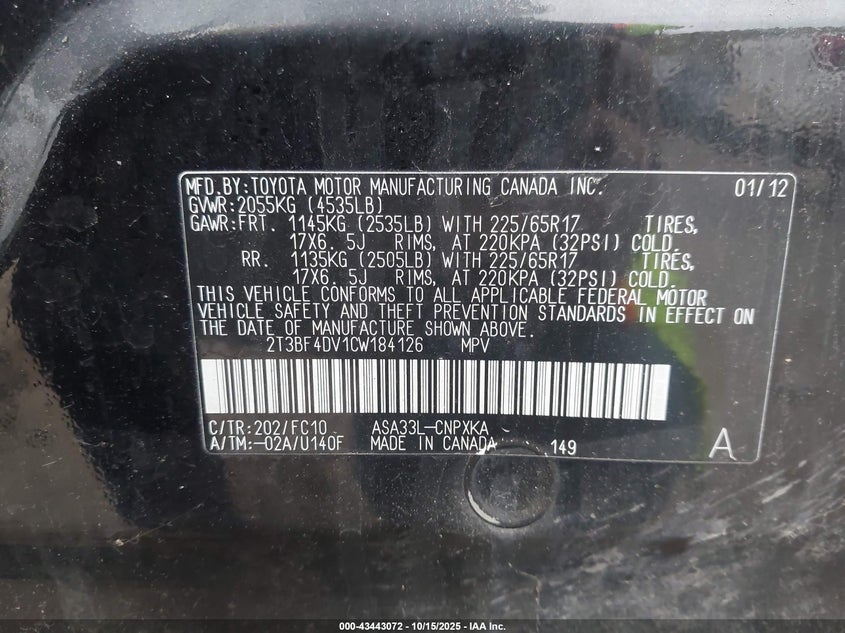 MFD.BY:TOYOTA MOTOR MANUFACTURING CANADA INC. 01/12
GVWR:2055KG (4535LB)
GAWR:FRT. 1145KG (2535LB) WITH 225/65R17 TIRES,
17X6. 5J RIMS, AT 220KPA (32PSI) COLD.
RR. 1135KG (2505LB) WITH 225/65R17 TIRES,
17X6. 5J RIMS, AT 220KPA (32PSI) COLD.
THIS VEHICLE CONFORMS TO ALL APPLICABLE FEDERAL MOTOR
VEHICLE SAFETY AND THEFT PREVENTION STANDARDS IN EFFECT ON
THE DATE OF MANUFACTURE SHOWN ABOVE.
2T3BF4DV1CW184126 MPV
C/TR:202/FC10 ASA33L-CNPXKA
A/TM:-02A/U140F MADE IN CANADA 149 A
000-43443072 - 10/15/2025 - IAA Inc.